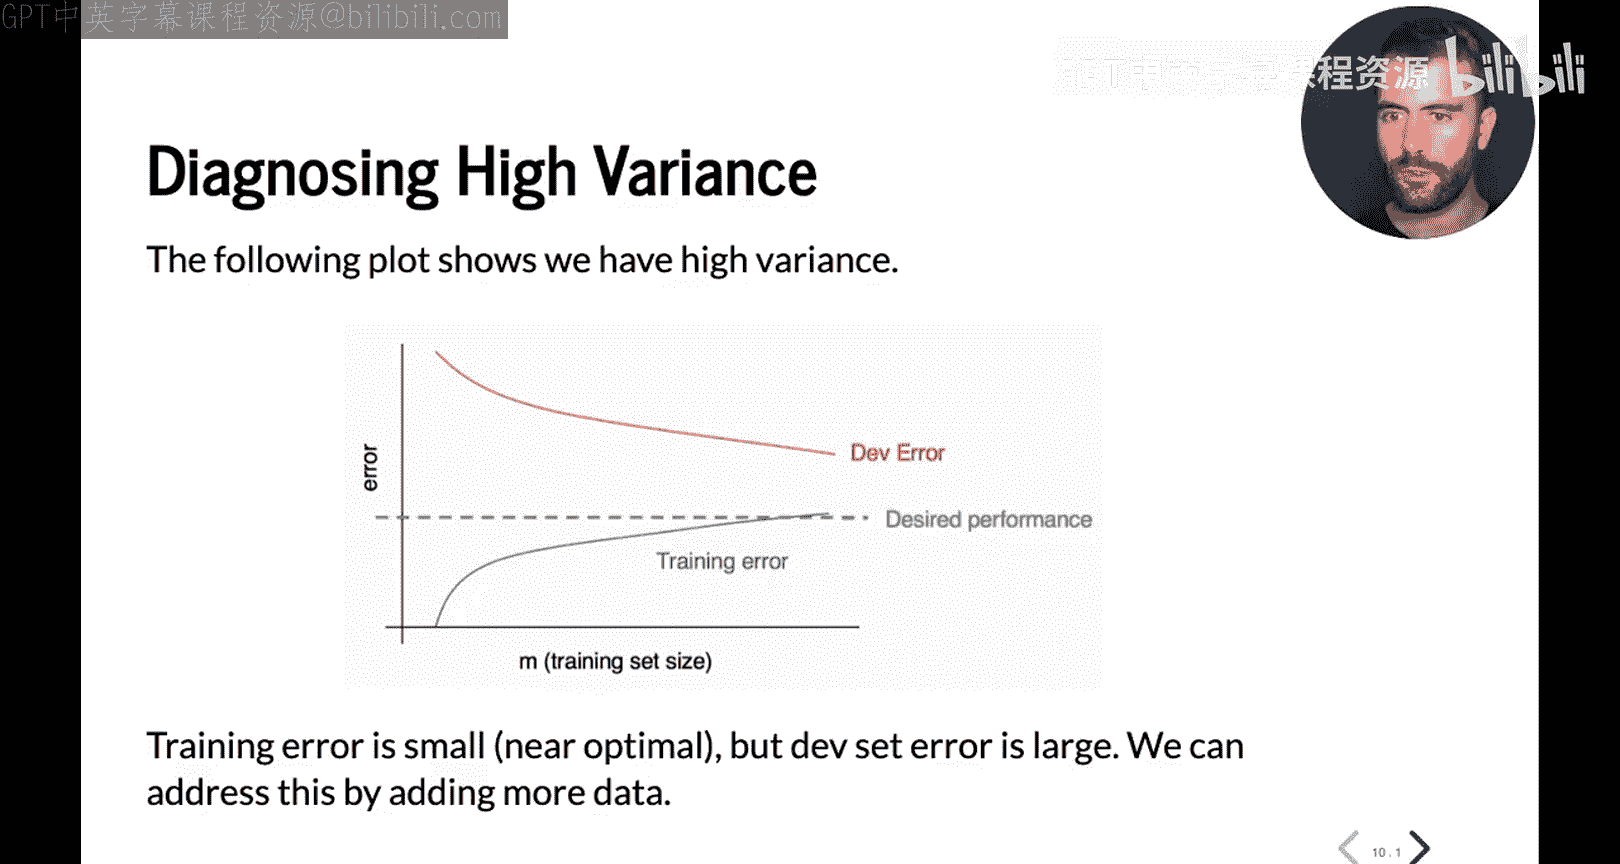 GPT中英字幕课程资源@bilibili.com
课程资源 bilibili
Diagnosing High Variance
The following plot shows we have high variance.
error
Dev Error
Desired performance
Training error
m (training set size)
Training error is small (near optimal), but dev set error is large. We can
address this by adding more data.
10.1